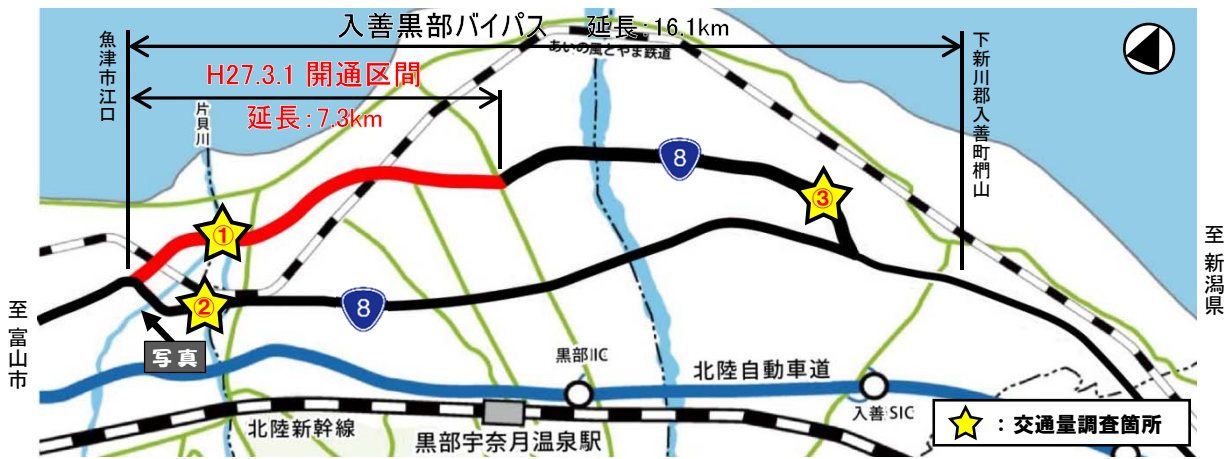 入善黒部バイパス 延長:16.1km
あいの風とやま鉄道
魚津市江口
下新川郡入善町椚山
H27.3.1 開通区間
延長:7.3km
片貝川
8
③
①
②
8
至 新潟県
至 富山市
写真
黒部IC
北陸自動車道
入善SIC
北陸新幹線
黒部宇奈月温泉駅
:交通量調査箇所